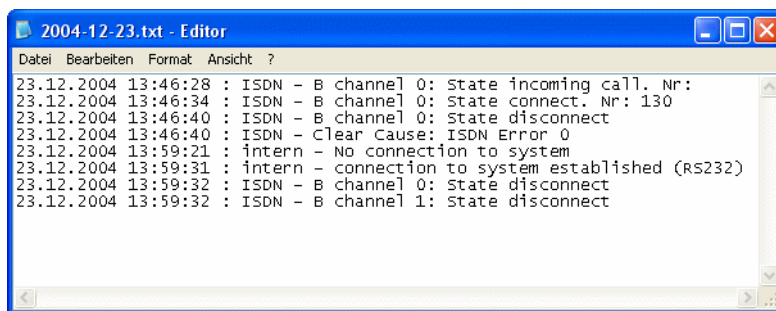 2004-12-23.txt - Editor
Datei Bearbeiten Format Ansicht ?
23.12.2004 13:46:28 : ISDN - B channel 0: State incoming call. Nr:
23.12.2004 13:46:34 : ISDN - B channel 0: State connect. Nr: 130
23.12.2004 13:46:40 : ISDN - B channel 0: State disconnect
23.12.2004 13:46:40 : ISDN - Clear Cause: ISDN Error 0
23.12.2004 13:59:21 : intern - No connection to system
23.12.2004 13:59:31 : intern - connection to system established (RS232)
23.12.2004 13:59:32 : ISDN - B channel 0: State disconnect
23.12.2004 13:59:32 : ISDN - B channel 1: State disconnect